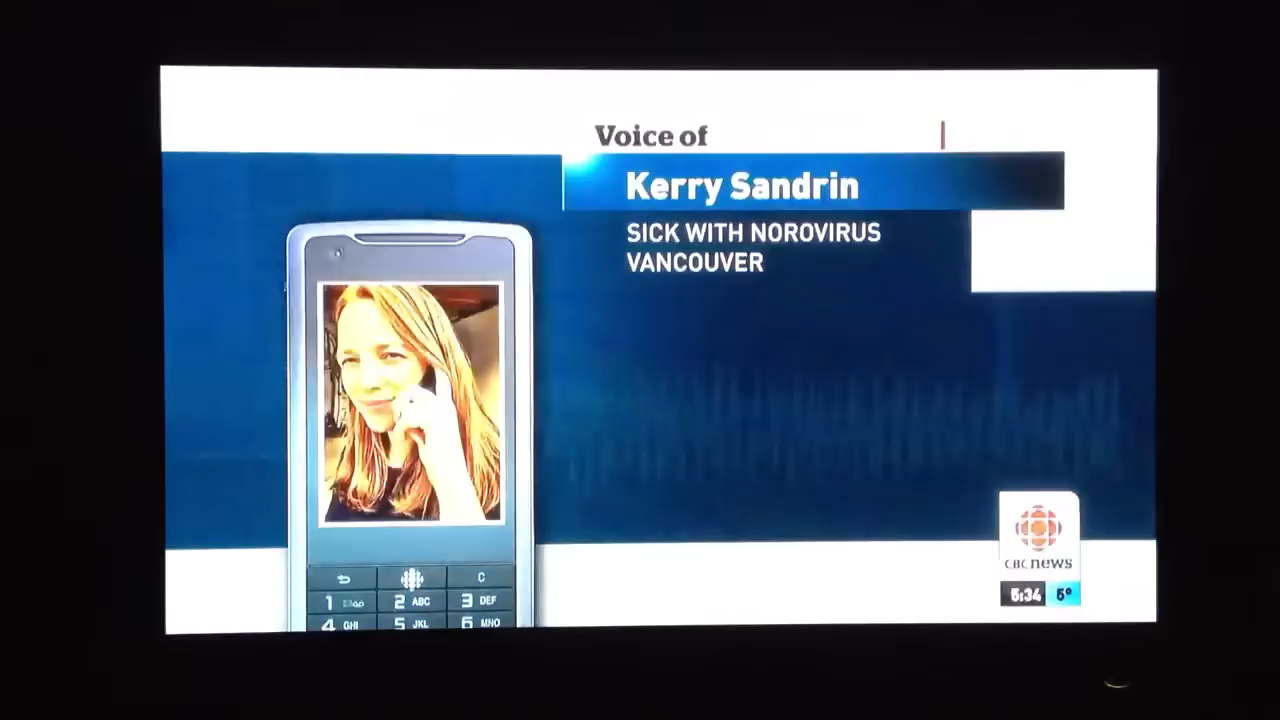 Voice of
Kerry Sandrin
SICK WITH NOROVIRUS
VANCOUVER
C
1
2 ABC
3 DEF
4 GHI
5 JKL
6 MNO
CBC news
5:34 5°